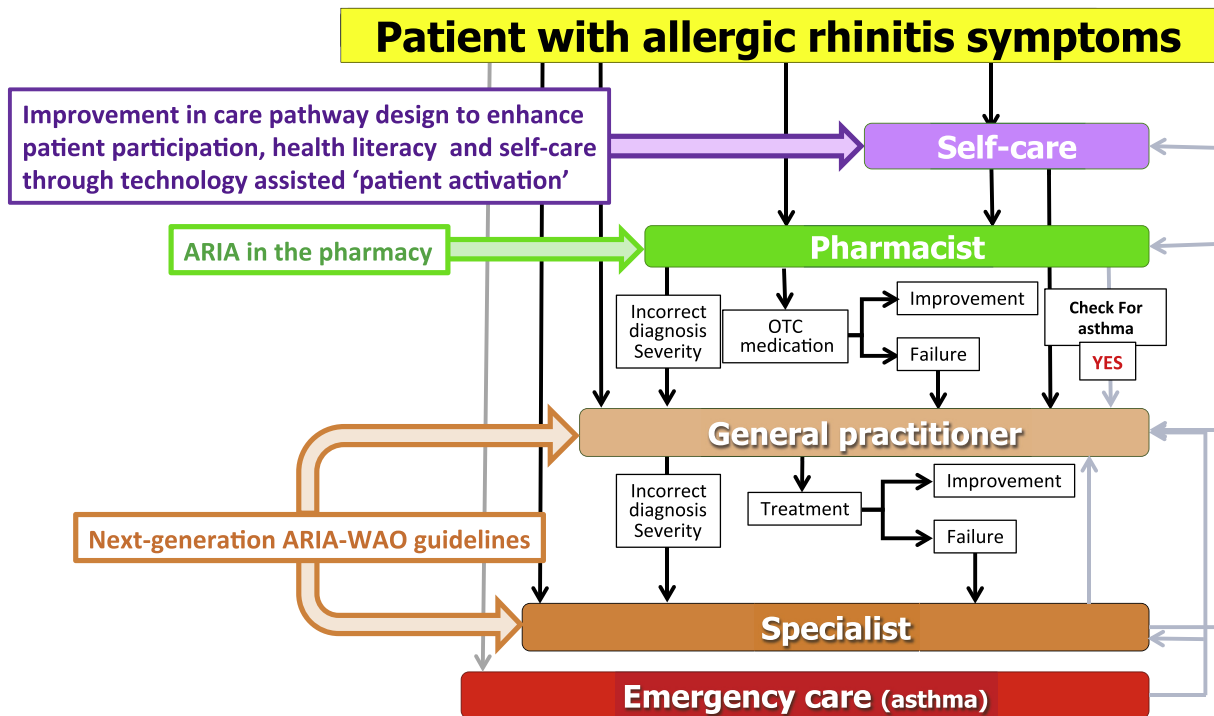 Patient with allergic rhinitis symptoms
Improvement in care pathway design to enhance
patient participation, health literacy and self-care
through technology assisted ‘patient activation’
Self-care
ARIA in the pharmacy
Pharmacist
Incorrect
diagnosis
Severity
OTC
medication
Improvement
Failure
Check For
asthma
YES
General practitioner
Incorrect
diagnosis
Severity
Treatment
Improvement
Failure
Next-generation ARIA-WAO guidelines
Specialist
Emergency care (asthma)